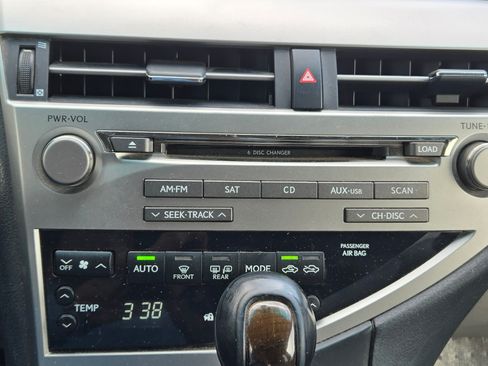 PWR·VOL
TUNE·
LOAD
6 DISC CHANGER
AM·FM SAT CD AUX·USB SCAN
SEEK·TRACK CH·DISC
PASSENGER
AIR BAG
OFF AUTO FRONT REAR MODE
TEMP 338